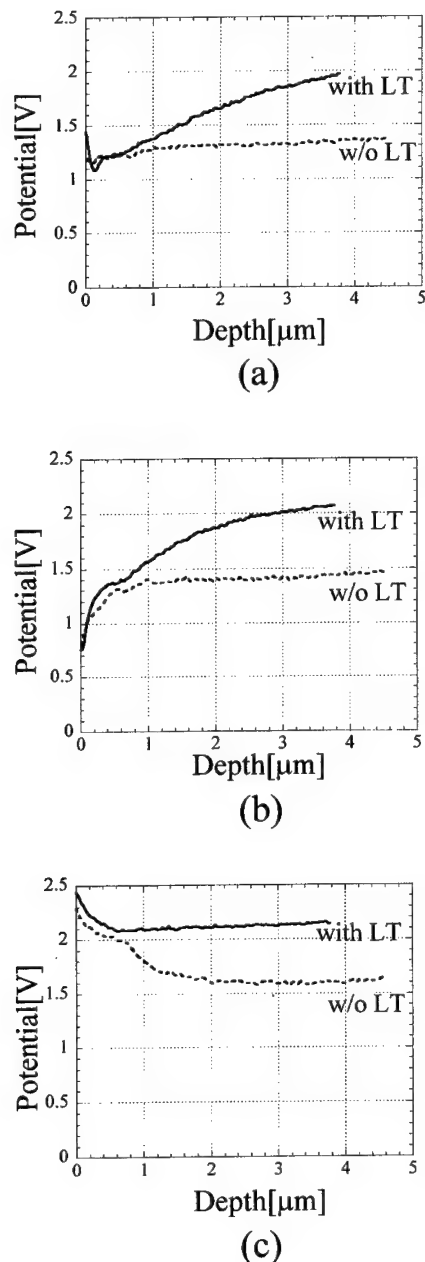 2.5
2
1.5
1
0.5
0
Potential[V]
with LT
w/o LT
0 1 2 3 4 5
Depth[μm]
(a)
2.5
2
1.5
1
0.5
0
Potential[V]
with LT
w/o LT
0 1 2 3 4 5
Depth[μm]
(b)
2.5
2
1.5
1
0.5
0
Potential[V]
with LT
w/o LT
0 1 2 3 4 5
Depth[μm]
(c)